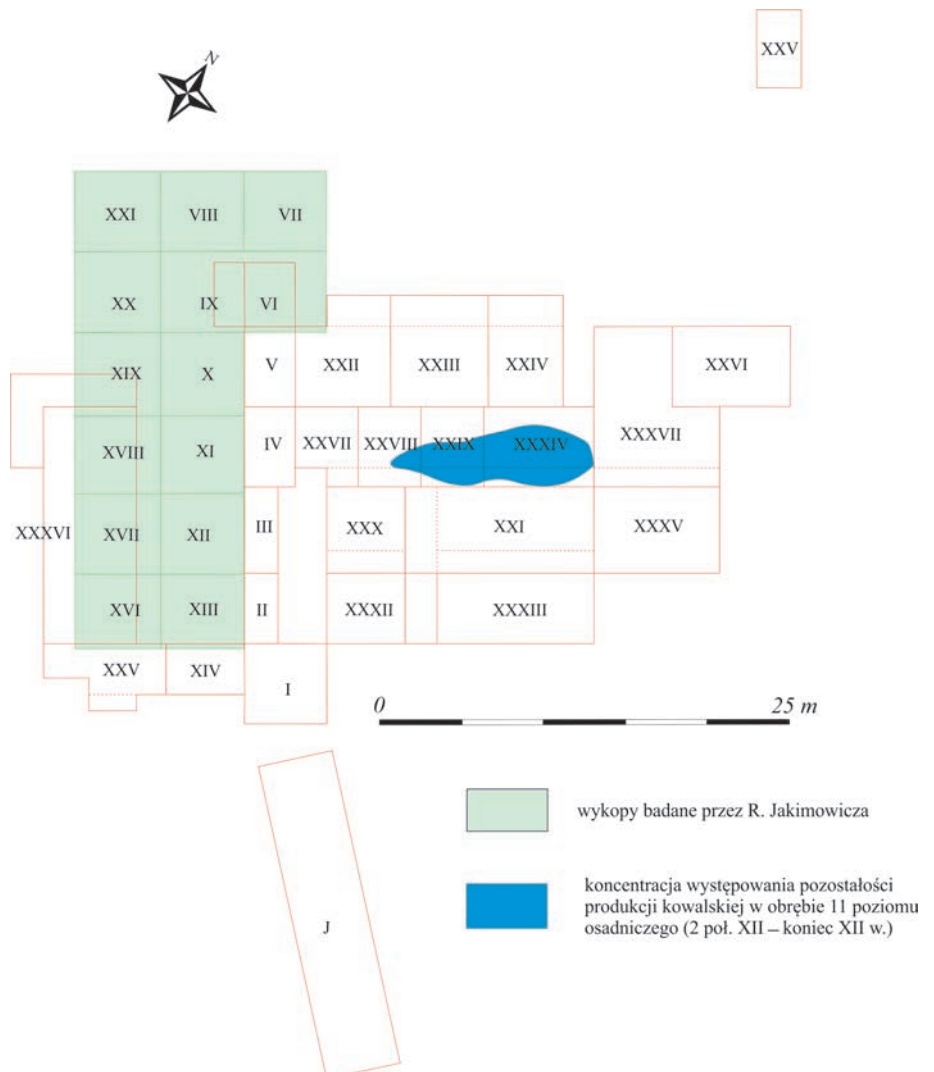 XXV
N
XXI VIII VII
XX IX VI
XIX X V XXII XXIII XXIV XXVI
XVIII XI IV XXVII XXVIII XXIX XXXIV XXXVII
XXXVI XVII XII III XXX XXI XXXV
XVI XIII II XXXII XXXIII
XXV XIV I
0 25 m
wykopy badane przez R. Jakimowicza
koncentracja występowania pozostałości
produkcji kowalskiej w obrębie 11 poziomu
osadniczego (2 poł. XII – koniec XII w.)
J